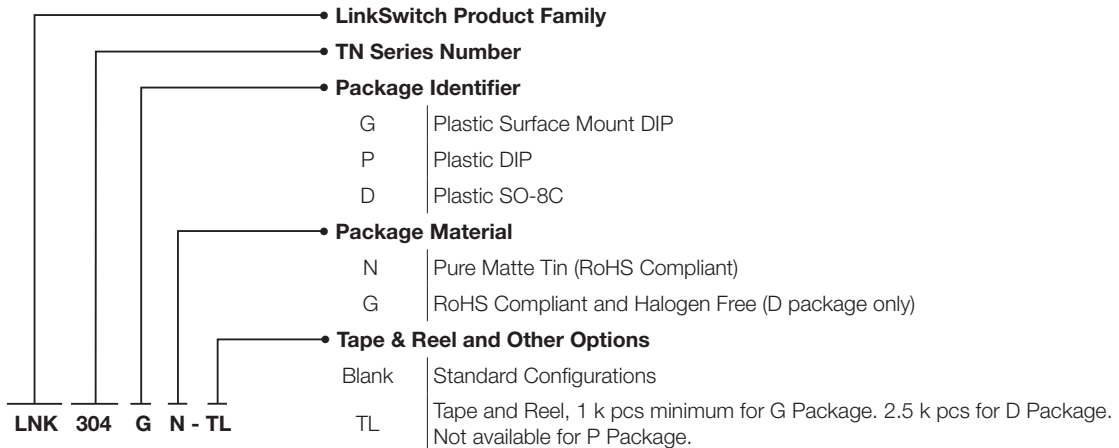 LinkSwitch Product Family
TN Series Number
Package Identifier
G Plastic Surface Mount DIP
P Plastic DIP
D Plastic SO-8C
Package Material
N Pure Matte Tin (RoHS Compliant)
G RoHS Compliant and Halogen Free (D package only)
Tape & Reel and Other Options
Blank Standard Configurations
TL Tape and Reel, 1 k pcs minimum for G Package. 2.5 k pcs for D Package.
Not available for P Package.
LNK 304 G N - TL